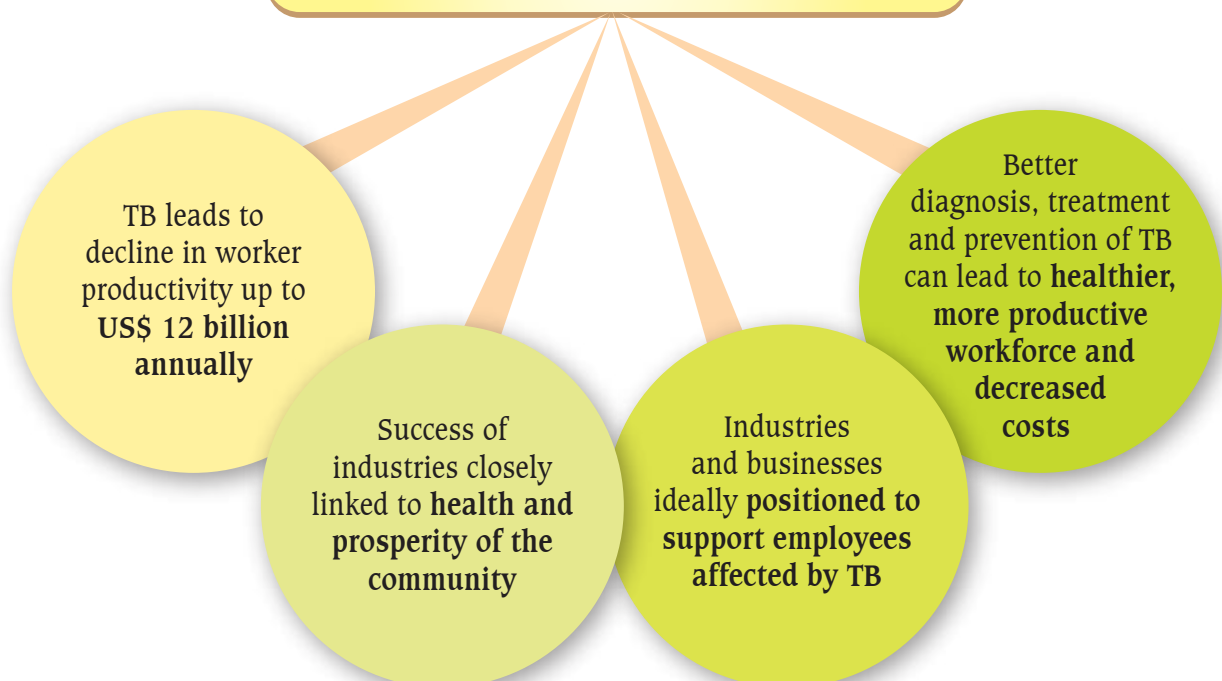 TB leads to
decline in worker
productivity up to
US$ 12 billion
annually
Success of
industries closely
linked to health and
prosperity of the
community
Industries
and businesses
ideally positioned to
support employees
affected by TB
Better
diagnosis, treatment
and prevention of TB
can lead to healthier,
more productive
workforce and
decreased
costs